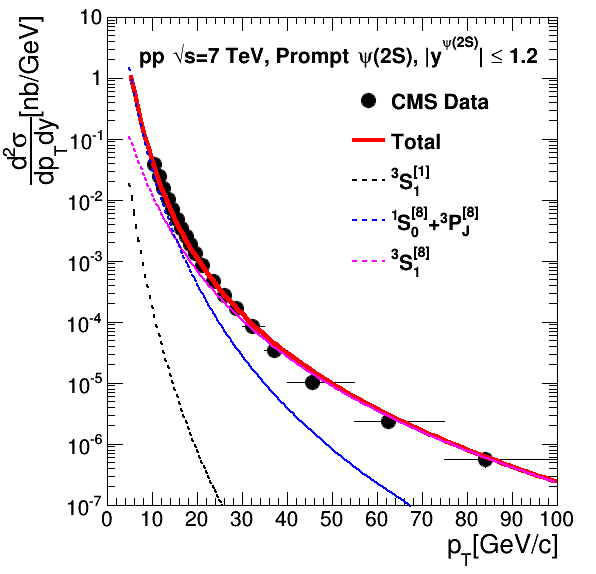 d²σ/dp_Tdy [nb/GeV]
pp √s=7 TeV, Prompt ψ(2S), |y^ψ(2S)| ≤ 1.2
CMS Data
Total
³S₁^[1]
¹S₀^[8]+³P_J^[8]
³S₁^[8]
10
1
10⁻¹
10⁻²
10⁻³
10⁻⁴
10⁻⁵
10⁻⁶
10⁻⁷
0 10 20 30 40 50 60 70 80 90 100
p_T[GeV/c]